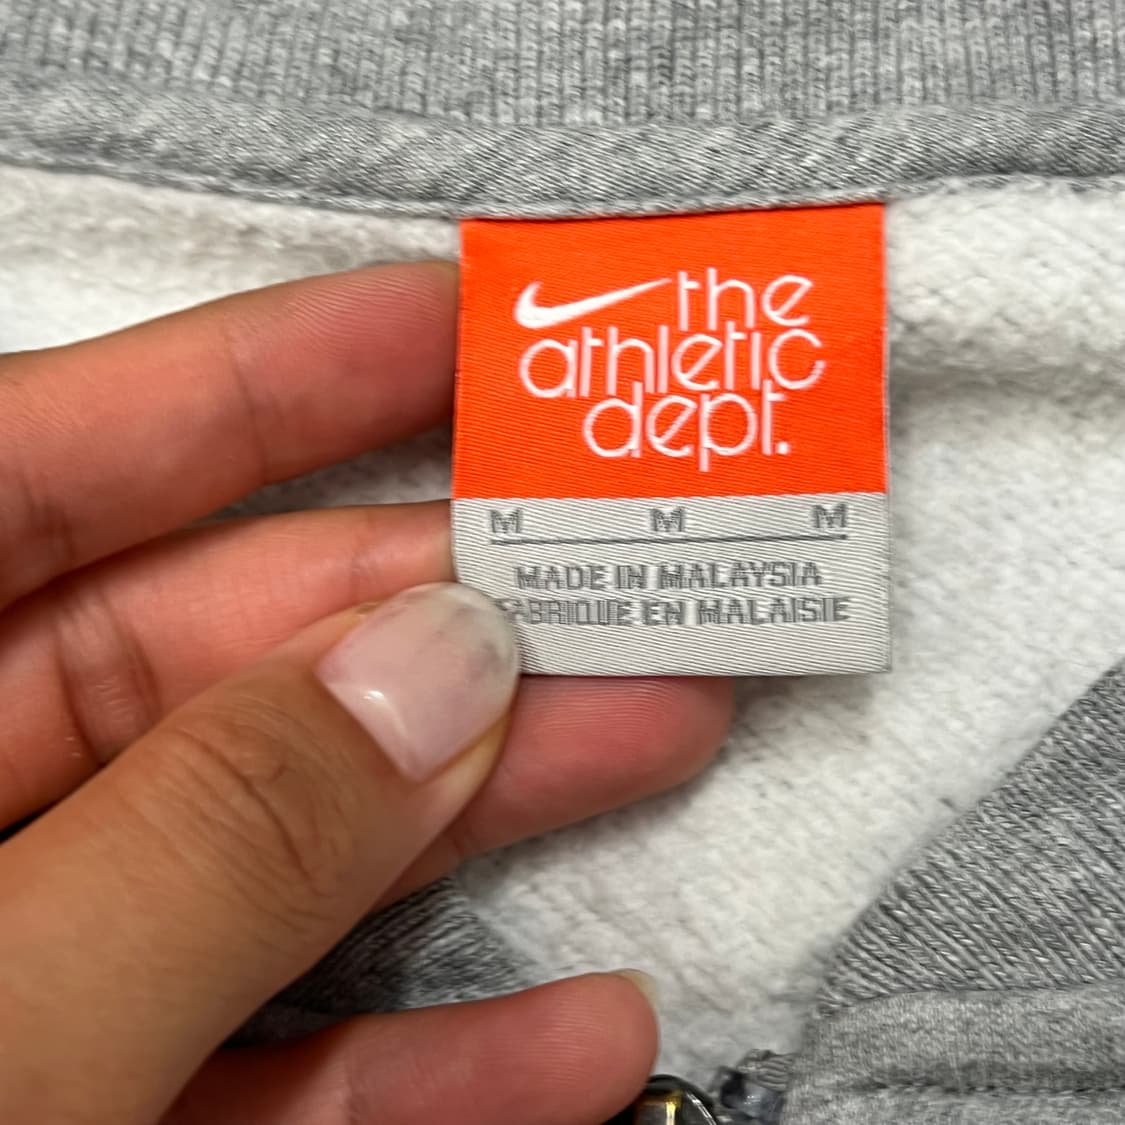 the
athletic
dept.
M M M
MADE IN MALAYSIA
FABRIQUE EN MALAISIE